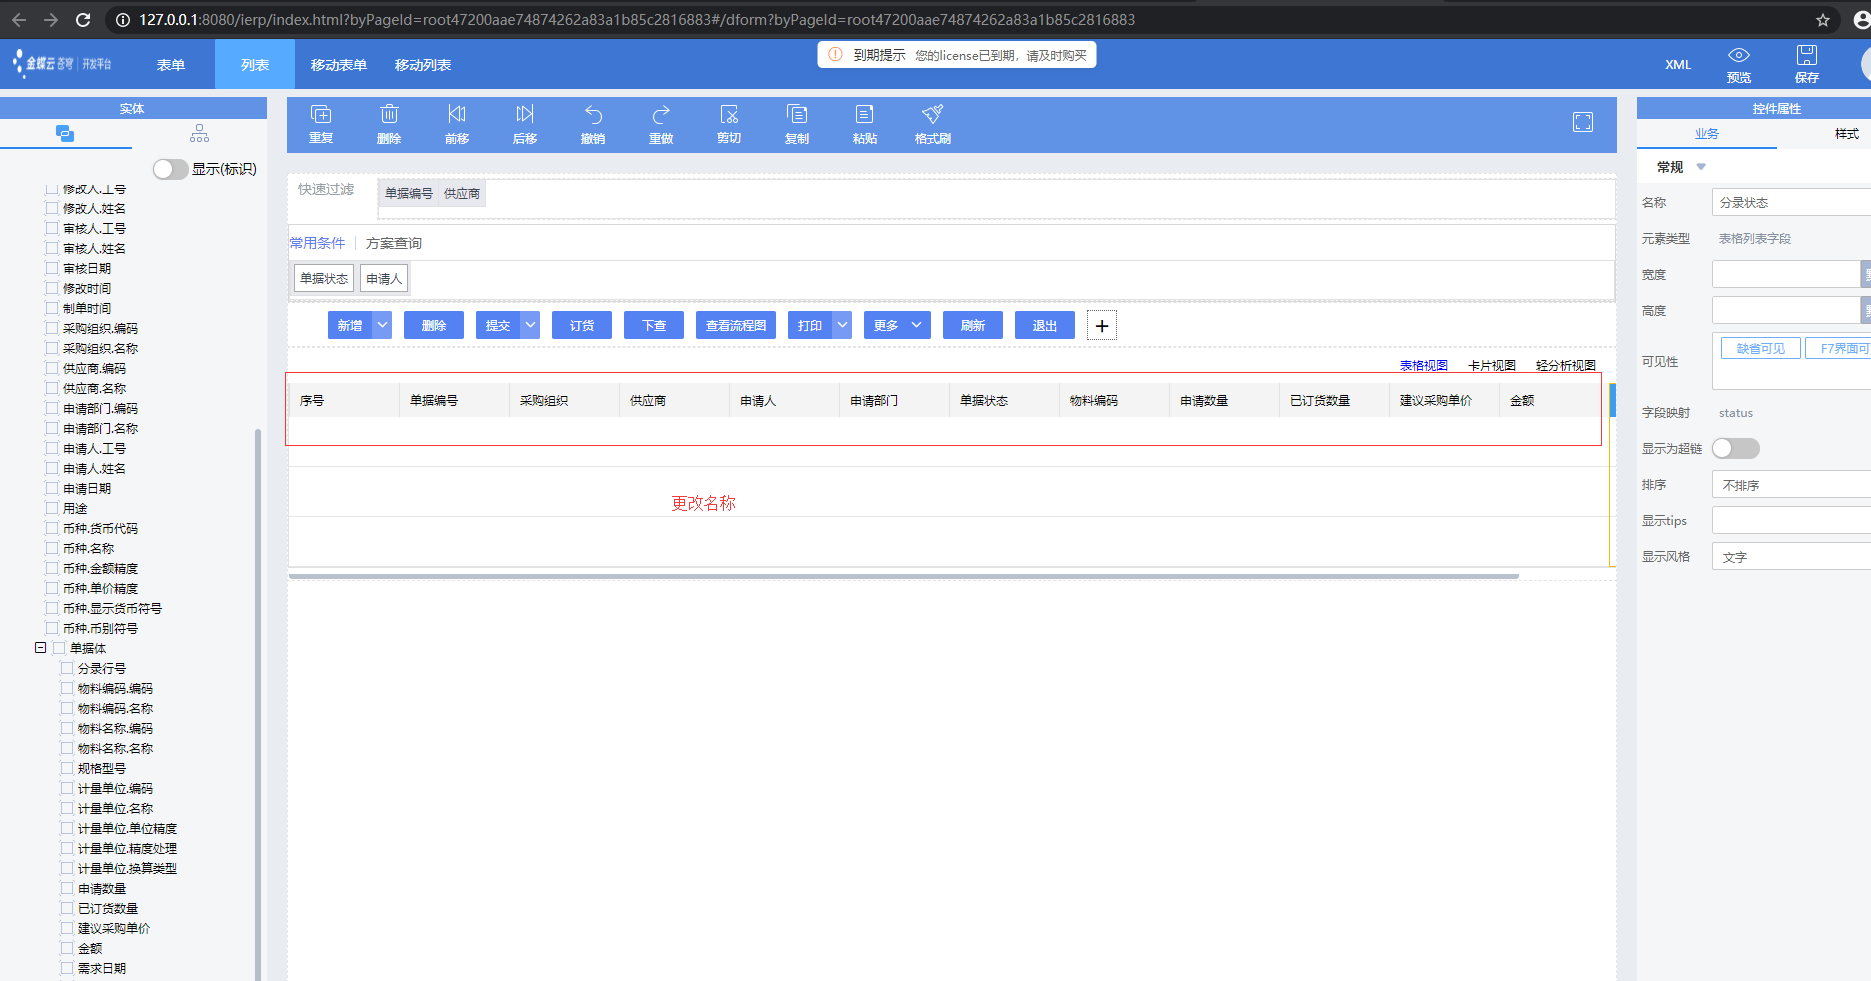 127.0.0.1:8080/ierp/index.html?byPageId=root47200aae74874262a83a1b85c2816883#/dform?byPageId=root47200aae74874262a83a1b85c2816883
金蝶云 苍穹 | 开发平台
表单
列表
移动表单
移动列表
到期提示 您的license已到期，请及时购买
XML
预览
保存
实体
显示(标识)
修改人.工号
修改人.姓名
审核人.工号
审核人.姓名
审核日期
修改时间
制单时间
采购组织.编码
采购组织.名称
供应商.编码
供应商.名称
申请部门.编码
申请部门.名称
申请人.工号
申请人.姓名
申请日期
用途
币种.货币代码
币种.名称
币种.金额精度
币种.单价精度
币种.显示货币符号
币种.币别符号
单据体
分录行号
物料编码.编码
物料编码.名称
物料名称.编码
物料名称.名称
规格型号
计量单位.编码
计量单位.名称
计量单位.单位精度
计量单位.精度处理
计量单位.换算类型
申请数量
已订货数量
建议采购单价
金额
需求日期
重复
删除
前移
后移
撤销
重做
剪切
复制
粘贴
格式刷
快速过滤
单据编号 供应商
常用条件 | 方案查询
单据状态 申请人
新增
删除
提交
订货
下查
查看流程图
打印
更多
刷新
退出
表格视图 卡片视图 轻分析视图
序号 单据编号 采购组织 供应商 申请人 申请部门 单据状态 物料编码 申请数量 已订货数量 建议采购单价 金额
更改名称
控件属性
业务 样式
常规
名称 分录状态
元素类型 表格列表字段
宽度
高度
可见性 缺省可见 F7界面可
字段映射 status
显示为超链
排序 不排序
显示tips
显示风格 文字